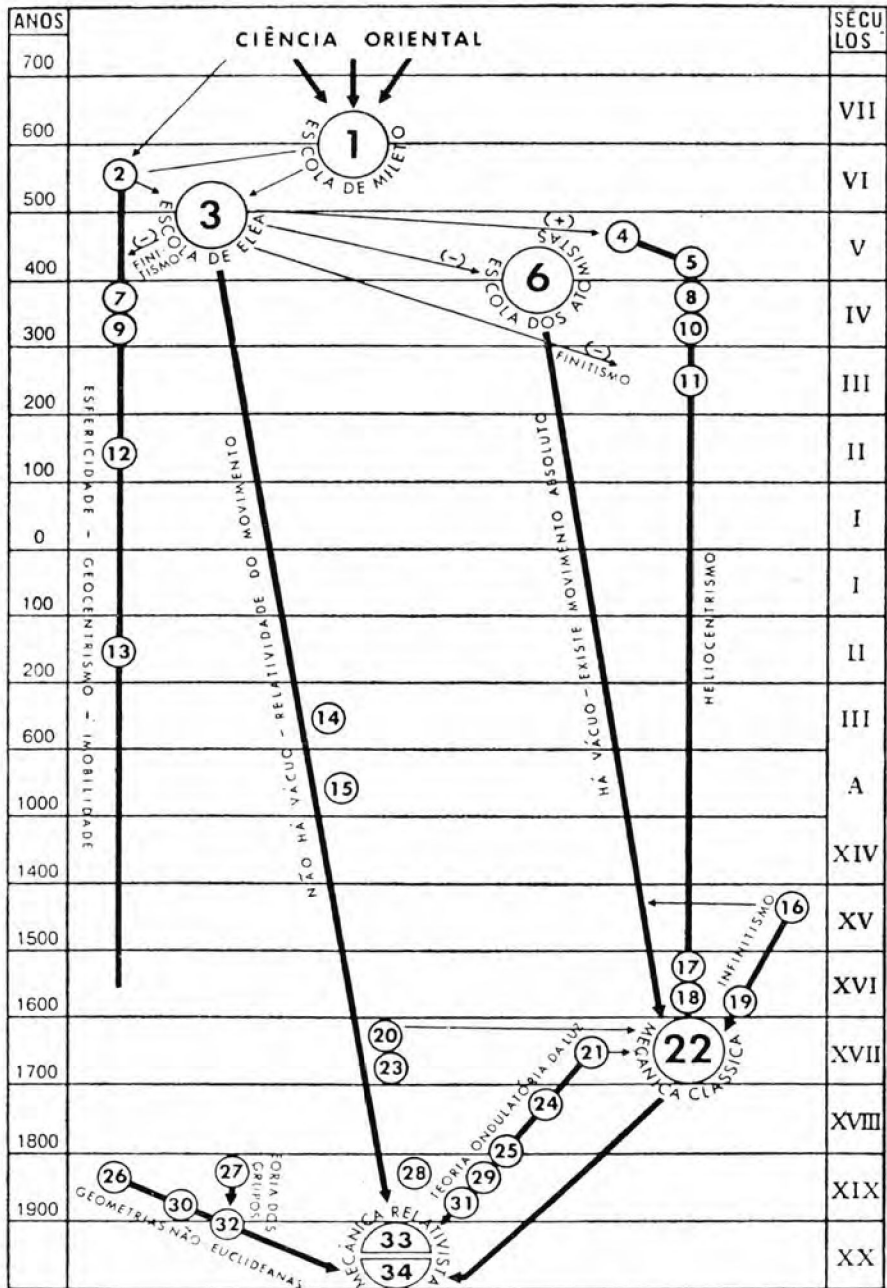 ANOS
SÉCU
LOS
CIÊNCIA ORIENTAL
700
VII
600
1
ESCOLA DE MILETO
2
VI
500
3
ESCOLA DE ELÉA
(-)
FINI-
TISMO
(+)
4
V
5
(-)
6
ESCOLA DOS ATOMISTAS
400
7
8
IV
9
10
300
(-)
FINITISMO
11
III
200
12
II
100
I
0
I
100
13
II
200
14
III
600
15
A
1000
XIV
1400
16
XV
1500
17
XVI
18
19
1600
20
21
22
MECÂNICA CLÁSSICA
XVII
23
1700
24
XVIII
25
1800
26
27
28
29
XIX
30
31
32
1900
33
34
MECÂNICA RELATIVISTA
XX
ESFERICIDADE - GEOCENTRISMO - IMOBILIDADE
NÃO HÁ VÁCUO - RELATIVIDADE DO MOVIMENTO
HÁ VÁCUO - EXISTE MOVIMENTO ABSOLUTO
HELIOCENTRISMO
INFINITISMO
TEORIA ONDULATÓRIA DA LUZ
EORIA DOS
GRUPOS
GEOMETRIAS NÃO-EUCLIDEANAS